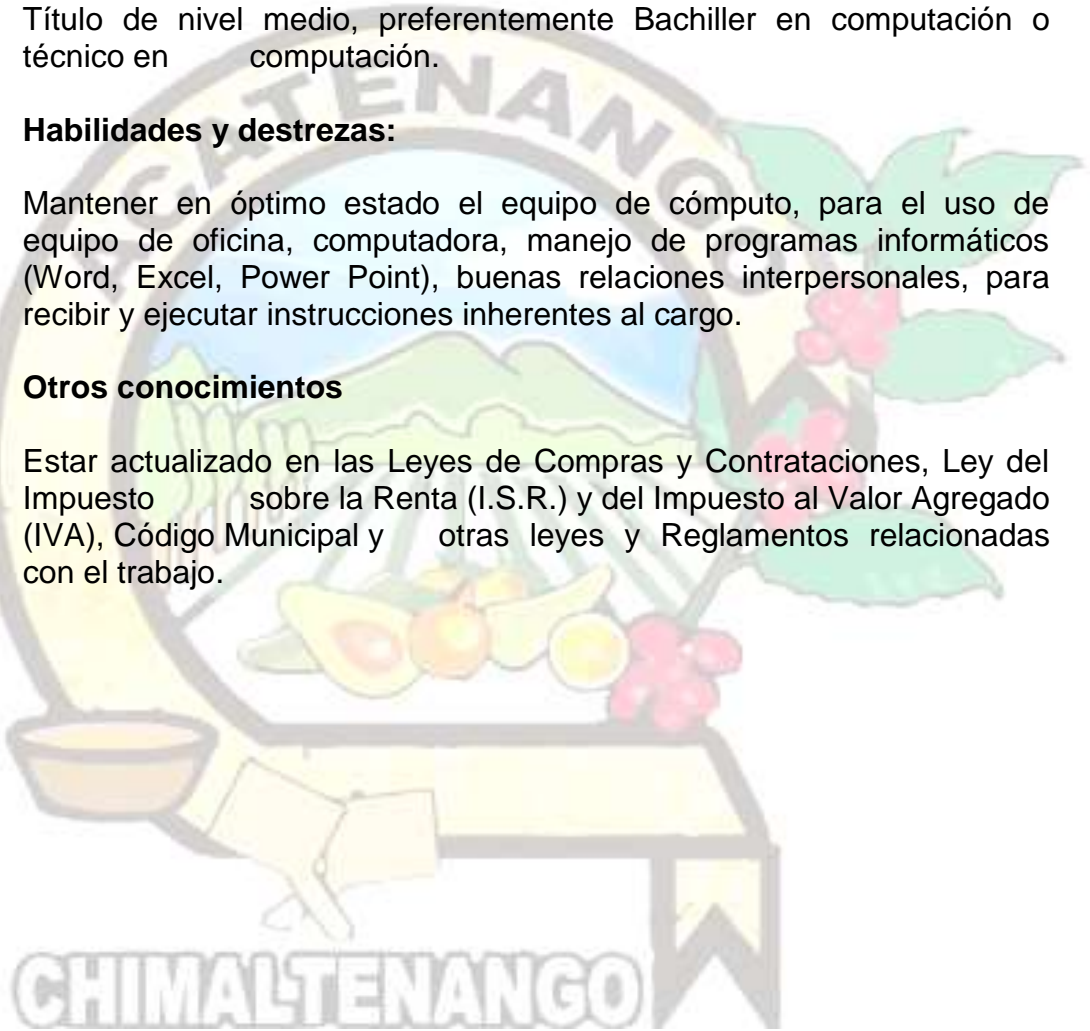 Título de nivel medio, preferentemente Bachiller en computación o
técnico en computación.
Habilidades y destrezas:
Mantener en óptimo estado el equipo de cómputo, para el uso de
equipo de oficina, computadora, manejo de programas informáticos
(Word, Excel, Power Point), buenas relaciones interpersonales, para
recibir y ejecutar instrucciones inherentes al cargo.
Otros conocimientos
Estar actualizado en las Leyes de Compras y Contrataciones, Ley del
Impuesto sobre la Renta (I.S.R.) y del Impuesto al Valor Agregado
(IVA), Código Municipal y otras leyes y Reglamentos relacionadas
con el trabajo.
ACATENANGO
CHIMALTENANGO